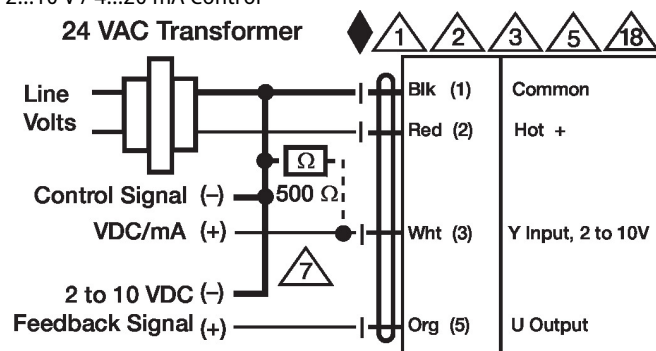 2...10 V / 4...20 mA Control
24 VAC Transformer
1 2 3 5 18
Line
Volts
Blk (1) Common
Red (2) Hot +
Ω
500 Ω
Control Signal (–)
VDC/mA (+)
Wht (3) Y Input, 2 to 10V
7
2 to 10 VDC (–)
Feedback Signal (+)
Org (5) U Output